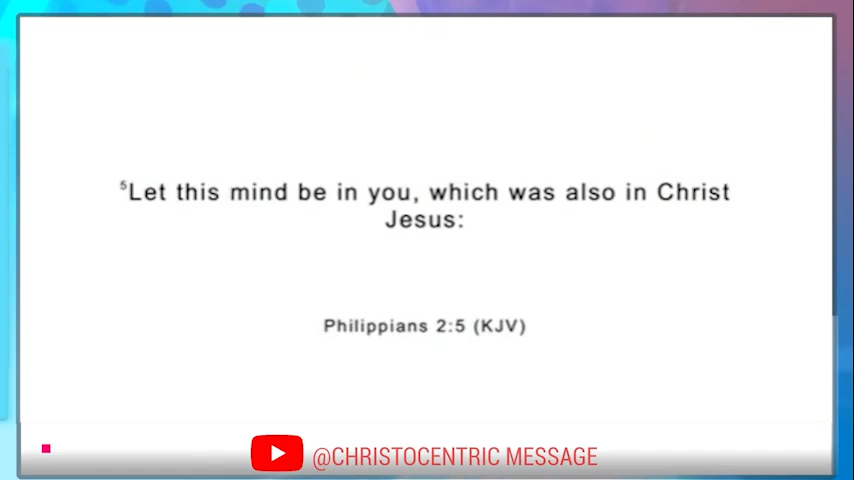 ⁵Let this mind be in you, which was also in Christ
Jesus:
Philippians 2:5 (KJV)
@CHRISTOCENTRIC MESSAGE